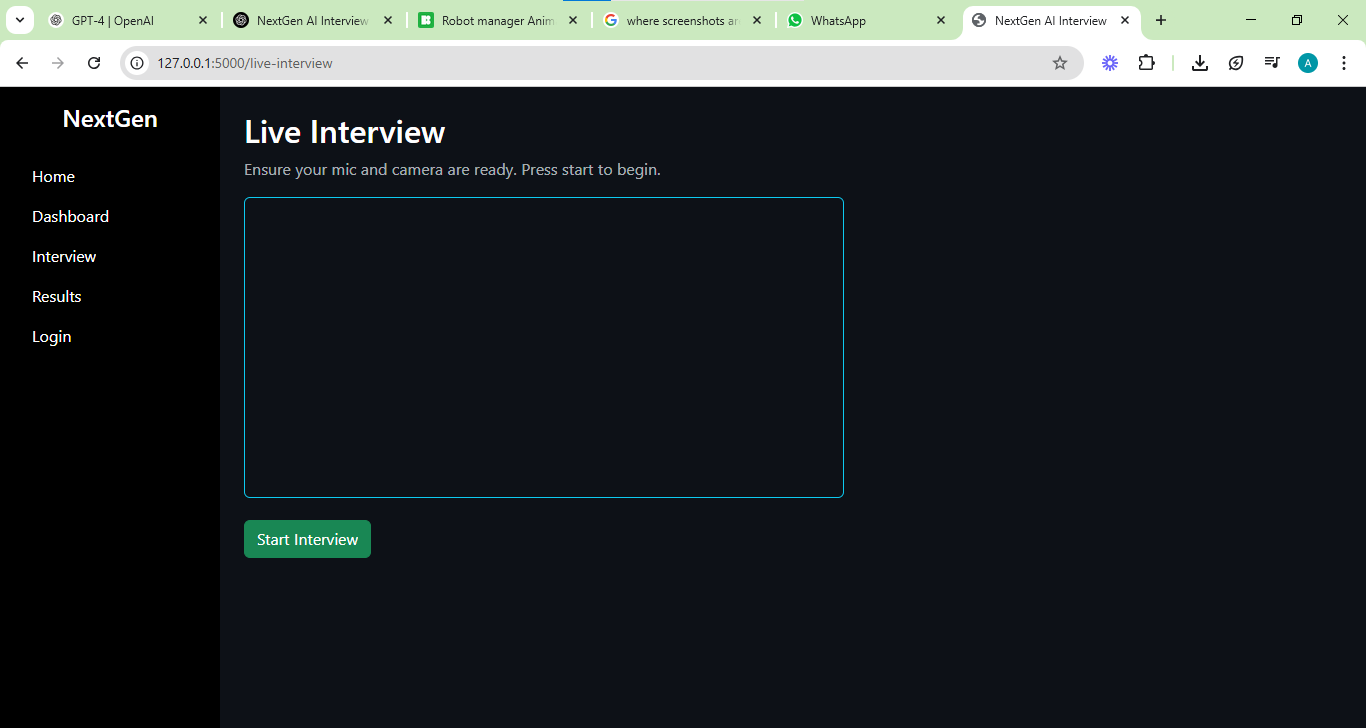 GPT-4 | OpenAI
NextGen AI Interview
Robot manager Anim
where screenshots ar
WhatsApp
NextGen AI Interview
127.0.0.1:5000/live-interview
A
NextGen
Home
Dashboard
Interview
Results
Login
Live Interview
Ensure your mic and camera are ready. Press start to begin.
Start Interview